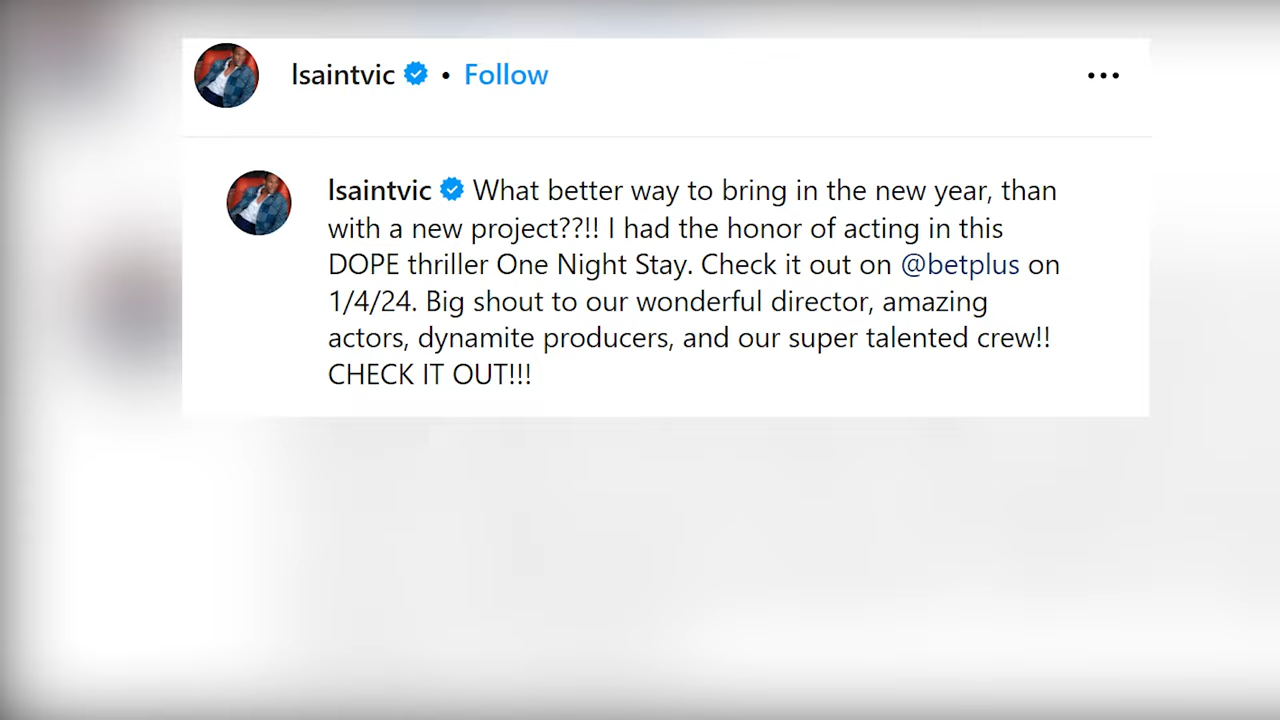 lsaintvic • Follow
lsaintvic What better way to bring in the new year, than
with a new project??!! I had the honor of acting in this
DOPE thriller One Night Stay. Check it out on @betplus on
1/4/24. Big shout to our wonderful director, amazing
actors, dynamite producers, and our super talented crew!!
CHECK IT OUT!!!